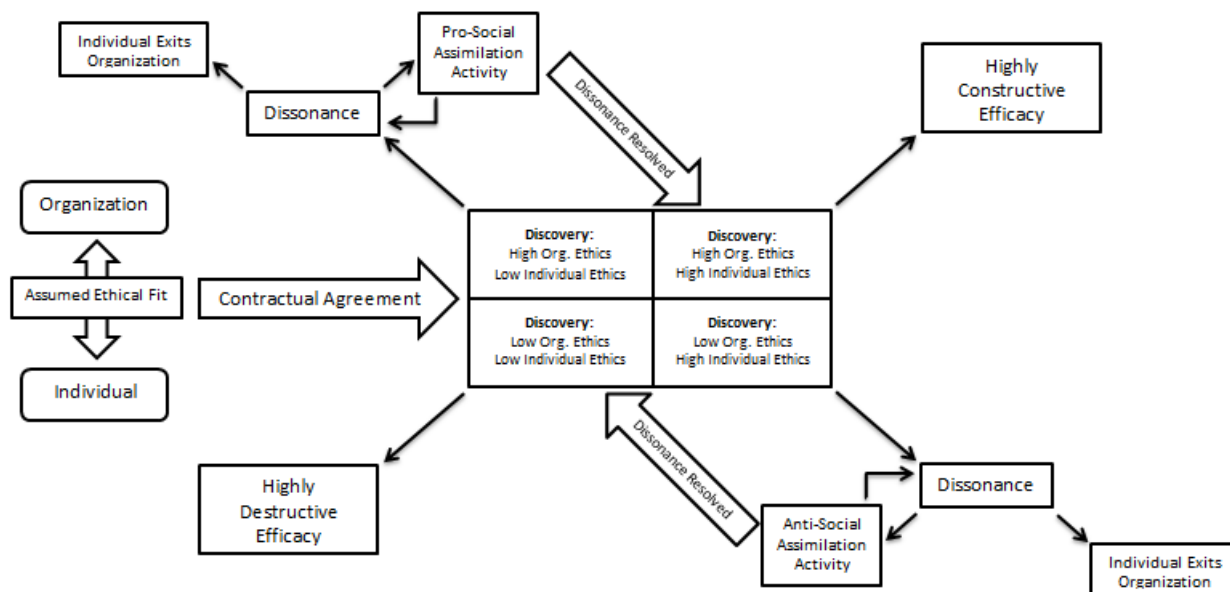 Individual Exits
Organization
Pro-Social
Assimilation
Activity
Dissonance
Dissonance Resolved
Highly
Constructive
Efficacy
Organization
Assumed Ethical Fit
Individual
Contractual Agreement
Discovery:
High Org. Ethics
Low Individual Ethics
Discovery:
High Org. Ethics
High Individual Ethics
Discovery:
Low Org. Ethics
Low Individual Ethics
Discovery:
Low Org. Ethics
High Individual Ethics
Highly
Destructive
Efficacy
Dissonance Resolved
Anti-Social
Assimilation
Activity
Dissonance
Individual Exits
Organization